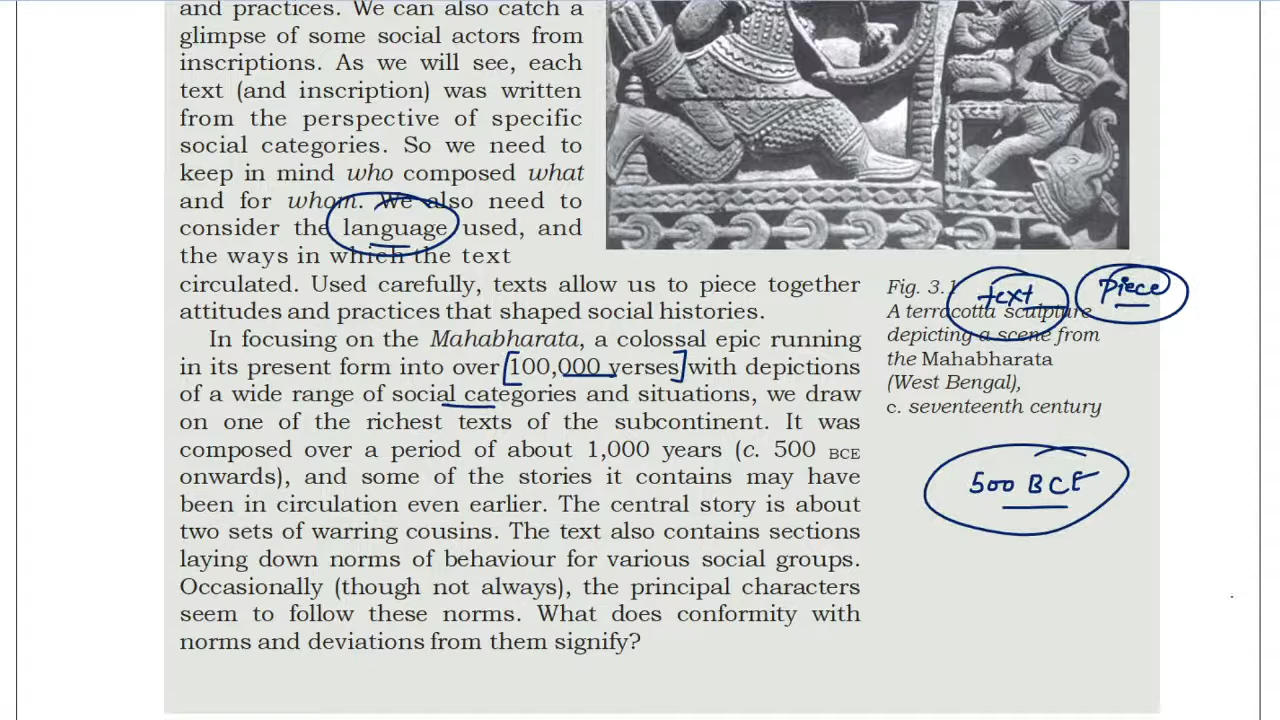 and practices. We can also catch a
glimpse of some social actors from
inscriptions. As we will see, each
text (and inscription) was written
from the perspective of specific
social categories. So we need to
keep in mind who composed what
and for whom. We also need to
consider the language used, and
the ways in which the text
circulated. Used carefully, texts allow us to piece together
attitudes and practices that shaped social histories.
In focusing on the Mahabharata, a colossal epic running
in its present form into over [100,000 verses] with depictions
of a wide range of social categories and situations, we draw
on one of the richest texts of the subcontinent. It was
composed over a period of about 1,000 years (c. 500 BCE
onwards), and some of the stories it contains may have
been in circulation even earlier. The central story is about
two sets of warring cousins. The text also contains sections
laying down norms of behaviour for various social groups.
Occasionally (though not always), the principal characters
seem to follow these norms. What does conformity with
norms and deviations from them signify?
Fig. 3.1
A terracotta sculpture
depicting a scene from
the Mahabharata
(West Bengal),
c. seventeenth century
text
piece
500 BCE